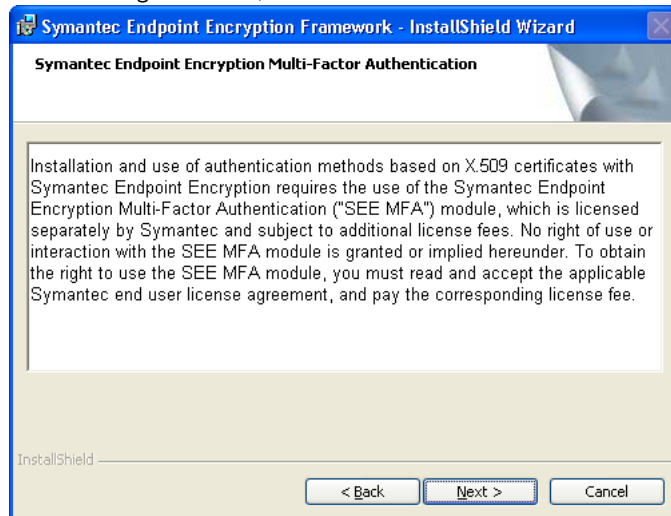 Symantec Endpoint Encryption Framework - InstallShield Wizard
Symantec Endpoint Encryption Multi-Factor Authentication
Installation and use of authentication methods based on X.509 certificates with
Symantec Endpoint Encryption requires the use of the Symantec Endpoint
Encryption Multi-Factor Authentication ("SEE MFA") module, which is licensed
separately by Symantec and subject to additional license fees. No right of use or
interaction with the SEE MFA module is granted or implied hereunder. To obtain
the right to use the SEE MFA module, you must read and accept the applicable
Symantec end user license agreement, and pay the corresponding license fee.
InstallShield
< Back Next > Cancel